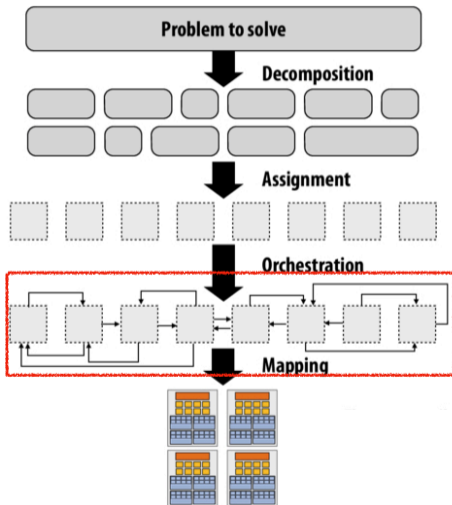 Problem to solve
Decomposition
Assignment
Orchestration
Mapping